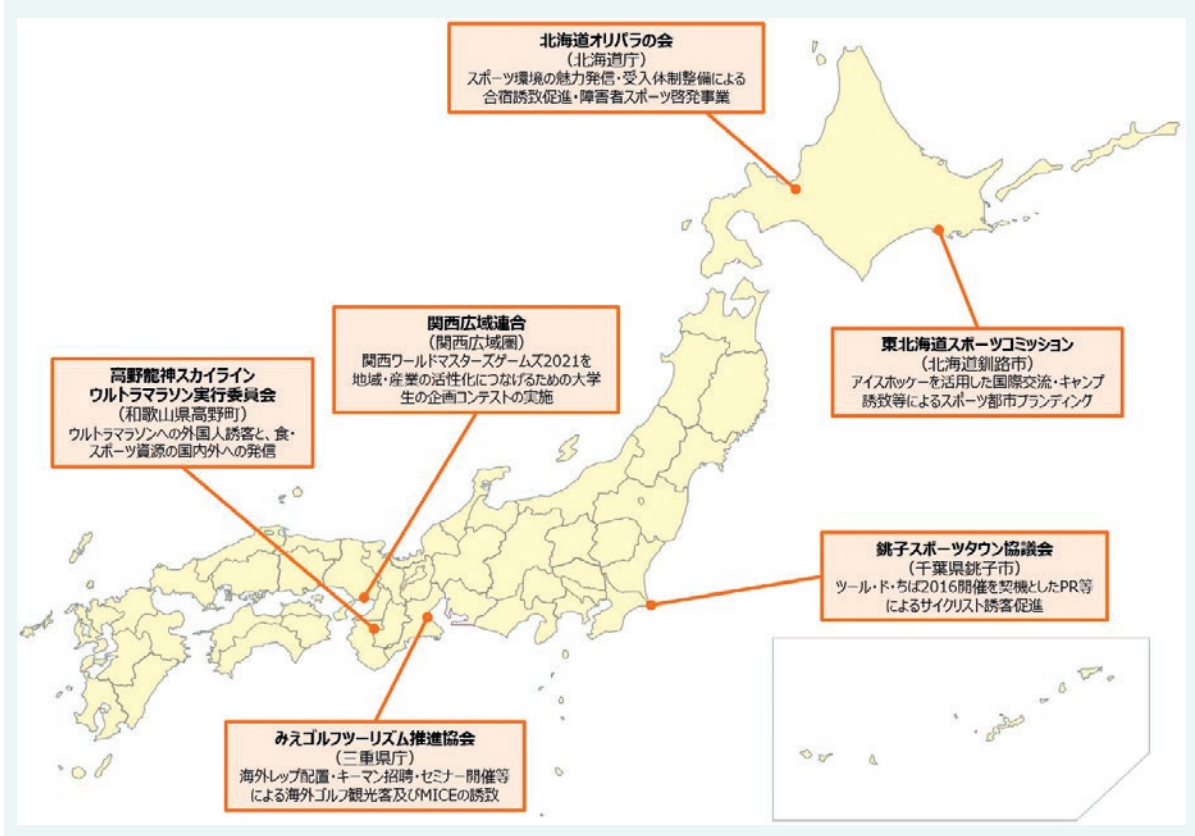 北海道オリパラの会
(北海道庁)
スポーツ環境の魅力発信・受入体制整備による
合宿誘致促進・障害者スポーツ啓発事業
関西広域連合
(関西広域圏)
関西ワールドマスターズゲームズ2021を
地域・産業の活性化につなげるための大学
生の企画コンテストの実施
東北海道スポーツコミッション
(北海道釧路市)
アイスホッケーを活用した国際交流・キャンプ
誘致等によるスポーツ都市ブランディング
高野龍神スカイライン
ウルトラマラソン実行委員会
(和歌山県高野町)
ウルトラマラソンへの外国人誘客と、食・
スポーツ資源の国内外への発信
銚子スポーツタウン協議会
(千葉県銚子市)
ツール・ド・ちば2016開催を契機としたPR等
によるサイクリスト誘客促進
みえゴルフツーリズム推進協会
(三重県庁)
海外レップ配置・キーマン招聘・セミナー開催等
による海外ゴルフ観光客及びMICEの誘致